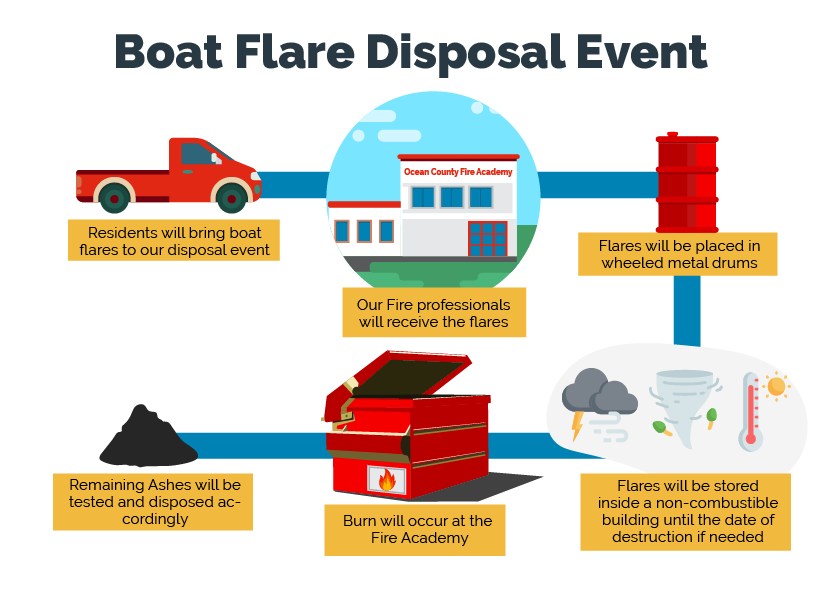 Boat Flare Disposal Event
Ocean County Fire Academy
Residents will bring boat
flares to our disposal event
Our Fire professionals
will receive the flares
Flares will be placed in
wheeled metal drums
Flares will be stored
inside a non-combustible
building until the date of
destruction if needed
Burn will occur at the
Fire Academy
Remaining Ashes will be
tested and disposed ac-
cordingly